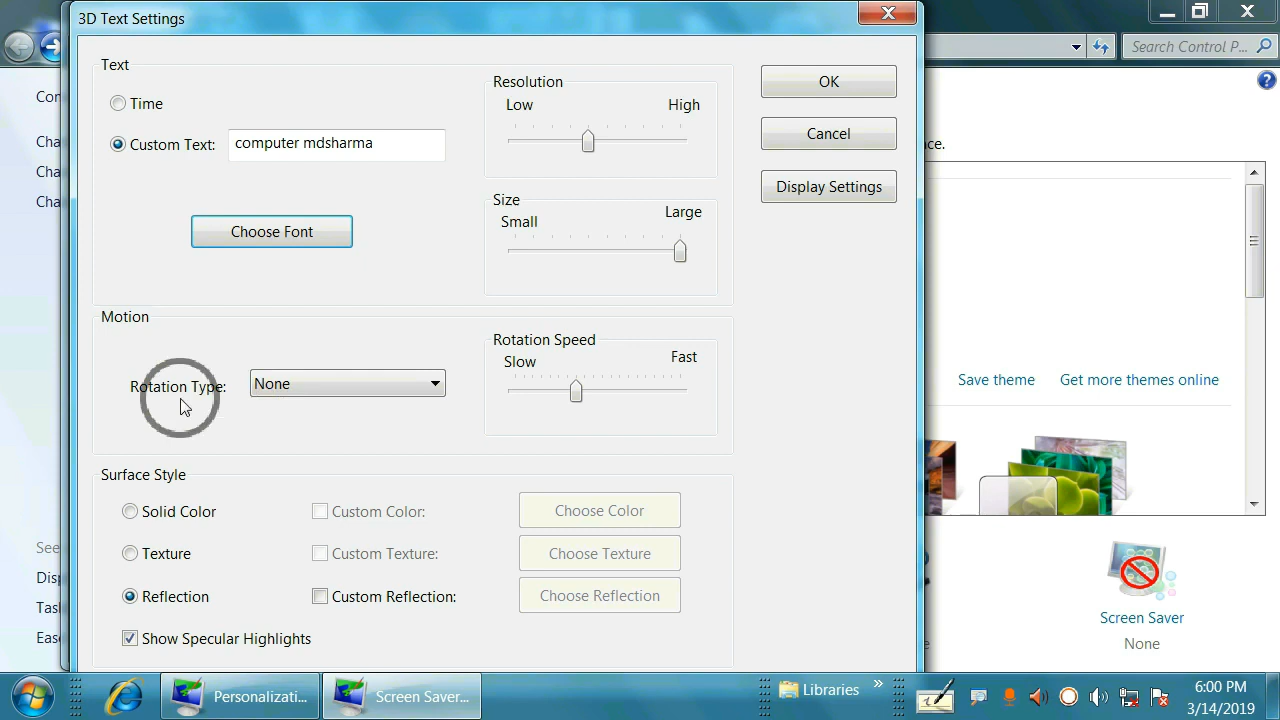 3D Text Settings
Search Control P...
Text
Time
Custom Text: computer mdsharma
Choose Font
Resolution
Low High
Size
Small Large
OK
Cancel
Display Settings
Motion
Rotation Type: None
Rotation Speed
Slow Fast
Surface Style
Solid Color Custom Color: Choose Color
Texture Custom Texture: Choose Texture
Reflection Custom Reflection: Choose Reflection
Show Specular Highlights
Con
Cha
Cha
Cha
See
Disp
Task
Ease
ce.
Save theme Get more themes online
Screen Saver
None
e
Personalizati... Screen Saver...
Libraries »
6:00 PM
3/14/2019